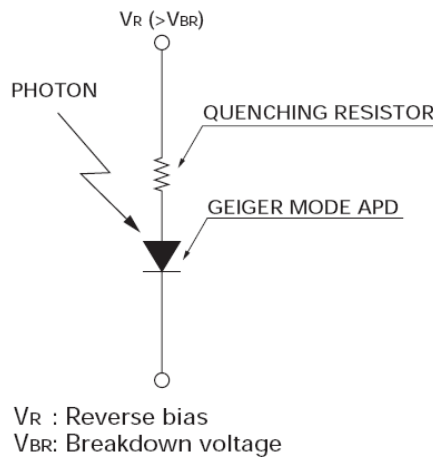 VR (>VBR)
PHOTON
QUENCHING RESISTOR
GEIGER MODE APD
VR : Reverse bias
VBR: Breakdown voltage